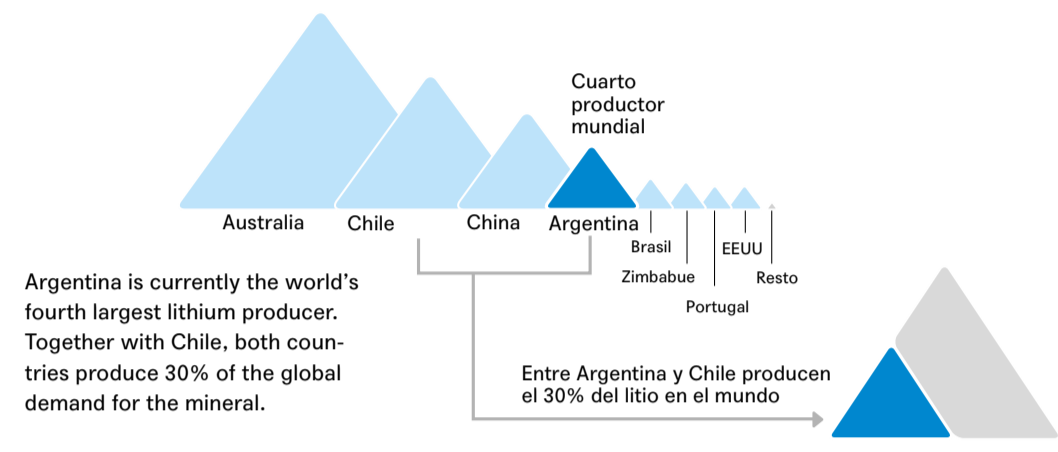 Cuarto
productor
mundial
Australia
Chile
China
Argentina
Brasil
EEUU
Zimbabue
Resto
Portugal
Argentina is currently the world’s
fourth largest lithium producer.
Together with Chile, both coun-
tries produce 30% of the global
demand for the mineral.
Entre Argentina y Chile producen
el 30% del litio en el mundo